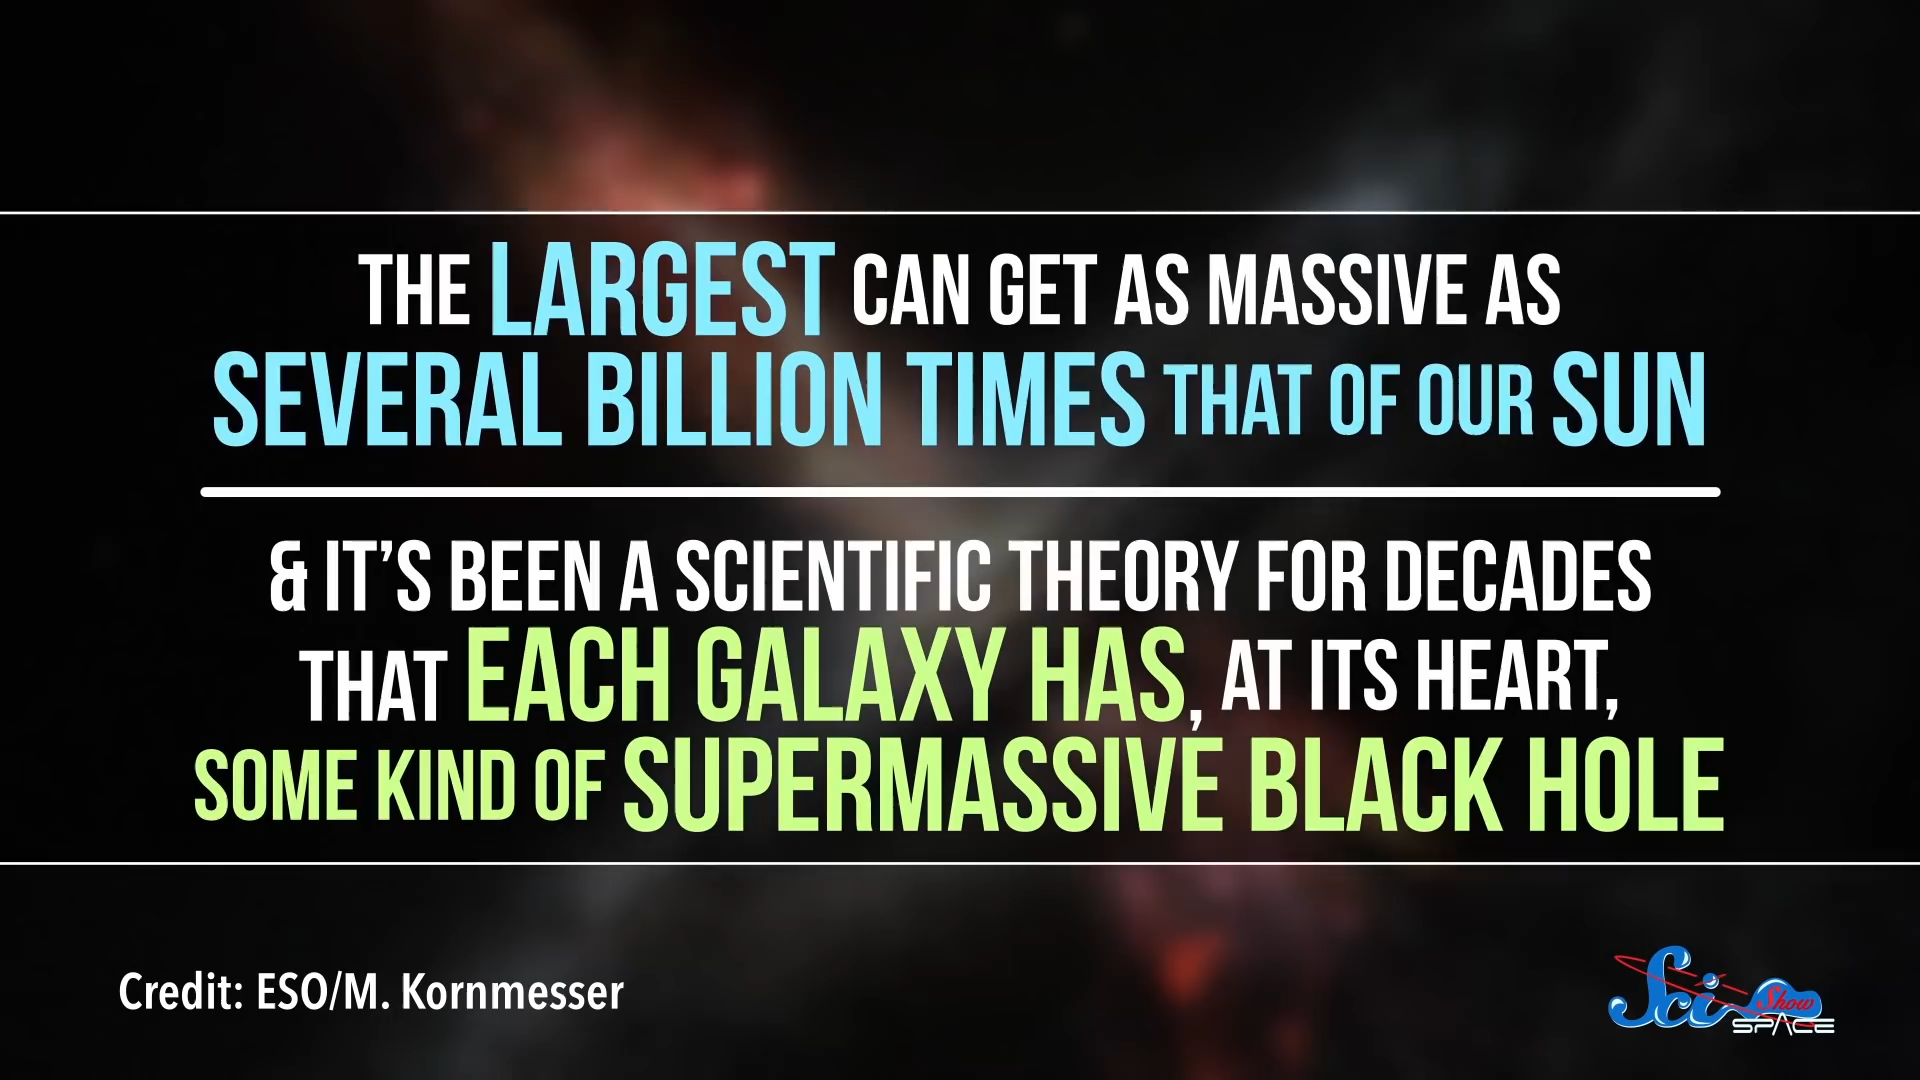 THE LARGEST CAN GET AS MASSIVE AS
SEVERAL BILLION TIMES THAT OF OUR SUN
& IT’S BEEN A SCIENTIFIC THEORY FOR DECADES
THAT EACH GALAXY HAS, AT ITS HEART,
SOME KIND OF SUPERMASSIVE BLACK HOLE
Credit: ESO/M. Kornmesser
Sci Show
SPACE